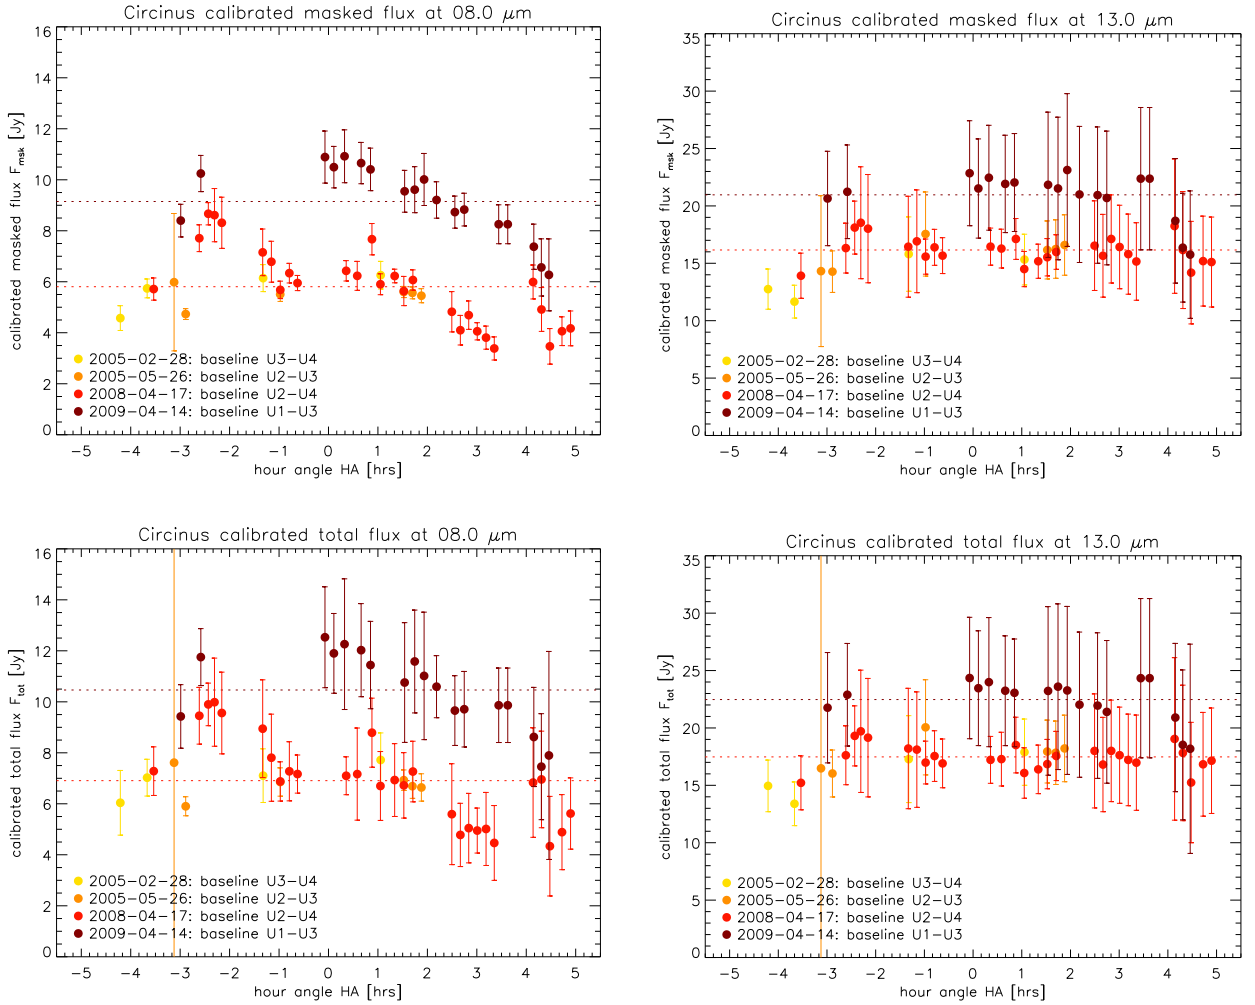 Circinus calibrated masked flux at 08.0 μm
calibrated masked flux F_msk [Jy]
16
14
12
10
8
6
4
2
0
2005-02-28: baseline U3-U4
2005-05-26: baseline U2-U3
2008-04-17: baseline U2-U4
2009-04-14: baseline U1-U3
-5 -4 -3 -2 -1 0 1 2 3 4 5
hour angle HA [hrs]
Circinus calibrated masked flux at 13.0 μm
calibrated masked flux F_msk [Jy]
35
30
25
20
15
10
5
0
2005-02-28: baseline U3-U4
2005-05-26: baseline U2-U3
2008-04-17: baseline U2-U4
2009-04-14: baseline U1-U3
-5 -4 -3 -2 -1 0 1 2 3 4 5
hour angle HA [hrs]
Circinus calibrated total flux at 08.0 μm
calibrated total flux F_tot [Jy]
16
14
12
10
8
6
4
2
0
2005-02-28: baseline U3-U4
2005-05-26: baseline U2-U3
2008-04-17: baseline U2-U4
2009-04-14: baseline U1-U3
-5 -4 -3 -2 -1 0 1 2 3 4 5
hour angle HA [hrs]
Circinus calibrated total flux at 13.0 μm
calibrated total flux F_tot [Jy]
35
30
25
20
15
10
5
0
2005-02-28: baseline U3-U4
2005-05-26: baseline U2-U3
2008-04-17: baseline U2-U4
2009-04-14: baseline U1-U3
-5 -4 -3 -2 -1 0 1 2 3 4 5
hour angle HA [hrs]